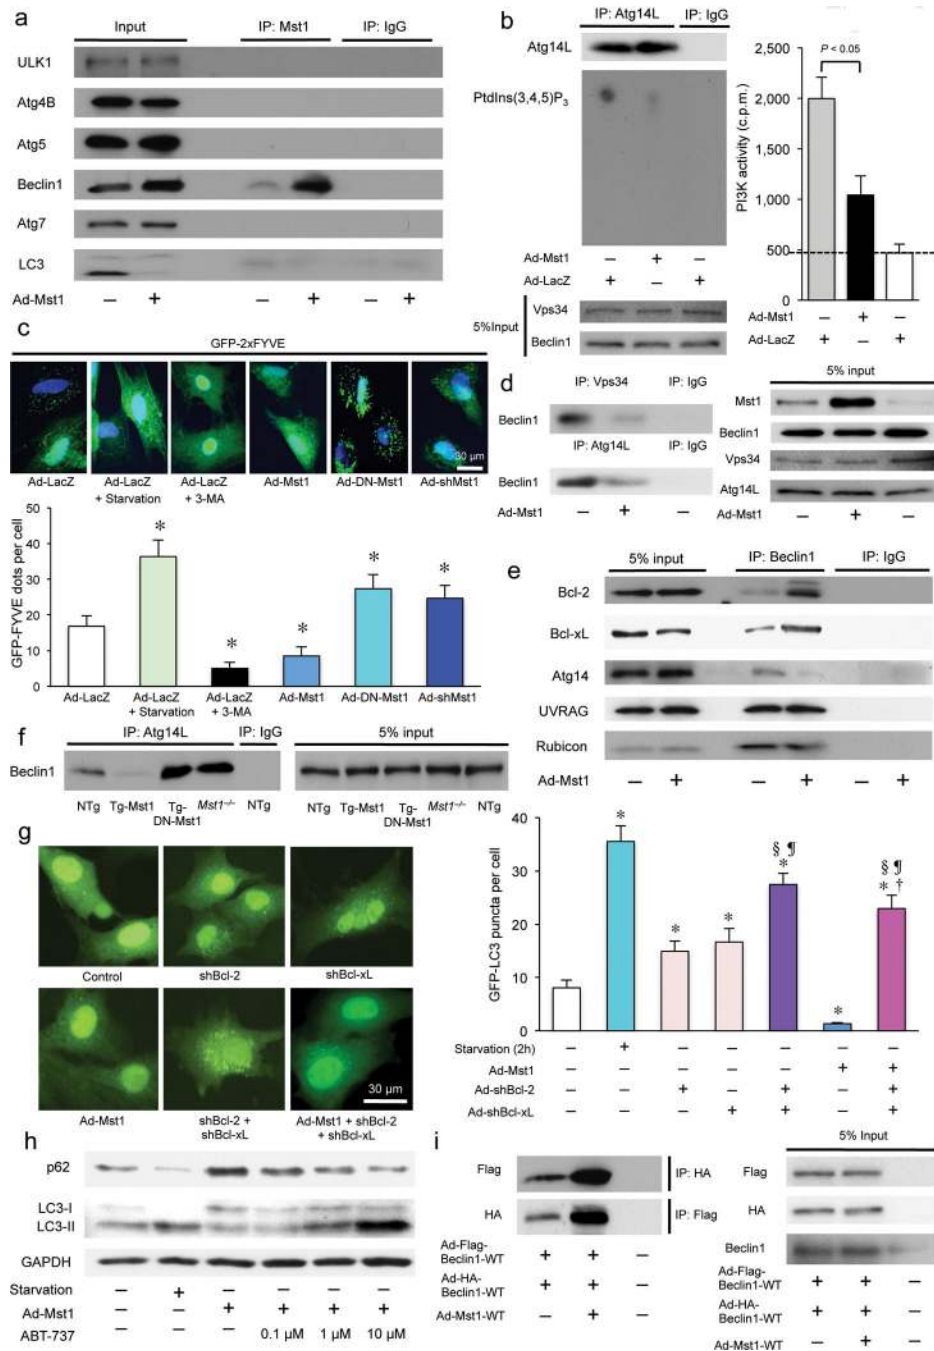 a
Input
IP: Mst1
IP: IgG
ULK1
Atg4B
Atg5
Beclin1
Atg7
LC3
Ad-Mst1 – + – + – +
b
IP: Atg14L
IP: IgG
Atg14L
PtdIns(3,4,5)P3
Ad-Mst1 – + –
Ad-LacZ + – +
5%Input
Vps34
Beclin1
P < 0.05
PI3K activity (c.p.m.)
2,500
2,000
1,500
1,000
500
0
Ad-Mst1 – + –
Ad-LacZ + – +
c
GFP-2xFYVE
30 µm
Ad-LacZ
Ad-LacZ + Starvation
Ad-LacZ + 3-MA
Ad-Mst1
Ad-DN-Mst1
Ad-shMst1
GFP-FYVE dots per cell
50
40
30
20
10
0
* * * * *
Ad-LacZ
Ad-LacZ + Starvation
Ad-LacZ + 3-MA
Ad-Mst1
Ad-DN-Mst1
Ad-shMst1
d
IP: Vps34
IP: IgG
Beclin1
IP: Atg14L
IP: IgG
Beclin1
Ad-Mst1 – + –
5% input
Mst1
Beclin1
Vps34
Atg14L
Ad-Mst1 – + –
e
5% input
IP: Beclin1
IP: IgG
Bcl-2
Bcl-xL
Atg14
UVRAG
Rubicon
Ad-Mst1 – + – + – +
f
IP: Atg14L
IP: IgG
5% input
Beclin1
NTg Tg-Mst1 Tg-DN-Mst1 Mst1–/– NTg
NTg Tg-Mst1 Tg-DN-Mst1 Mst1–/– NTg
g
Control
shBcl-2
shBcl-xL
30 µm
Ad-Mst1
shBcl-2 + shBcl-xL
Ad-Mst1 + shBcl-2 + shBcl-xL
GFP-LC3 puncta per cell
40
30
20
10
0
*
*
*
§ ¶
*
*
§ ¶
* †
Starvation (2h) – + – – – – –
Ad-Mst1 – – – – – + +
Ad-shBcl-2 – – + – + – +
Ad-shBcl-xL – – – + + – +
h
p62
LC3-I
LC3-II
GAPDH
Starvation – + – – – –
Ad-Mst1 – – + + + +
ABT-737 – – – 0.1 µM 1 µM 10 µM
i
Flag
IP: HA
HA
IP: Flag
Ad-Flag-Beclin1-WT + + –
Ad-HA-Beclin1-WT + + –
Ad-Mst1-WT – + –
5% Input
Flag
HA
Beclin1
Ad-Flag-Beclin1-WT + + –
Ad-HA-Beclin1-WT + + –
Ad-Mst1-WT – + –